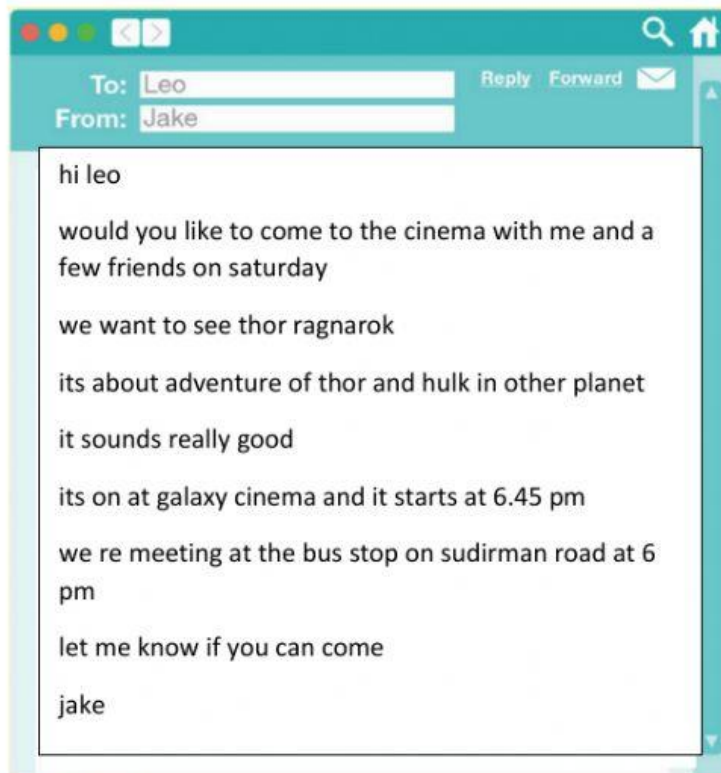 To: Leo
Reply Forward
From: Jake
hi leo
would you like to come to the cinema with me and a
few friends on saturday
we want to see thor ragnarok
its about adventure of thor and hulk in other planet
it sounds really good
its on at galaxy cinema and it starts at 6.45 pm
we re meeting at the bus stop on sudirman road at 6
pm
let me know if you can come
jake